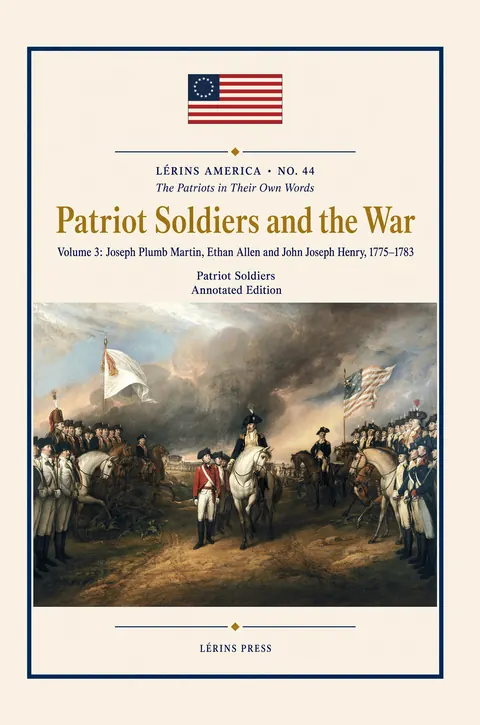 LÉRINS AMERICA • NO. 44
The Patriots in Their Own Words
Patriot Soldiers and the War
Volume 3: Joseph Plumb Martin, Ethan Allen and John Joseph Henry, 1775–1783
Patriot Soldiers
Annotated Edition
LÉRINS PRESS